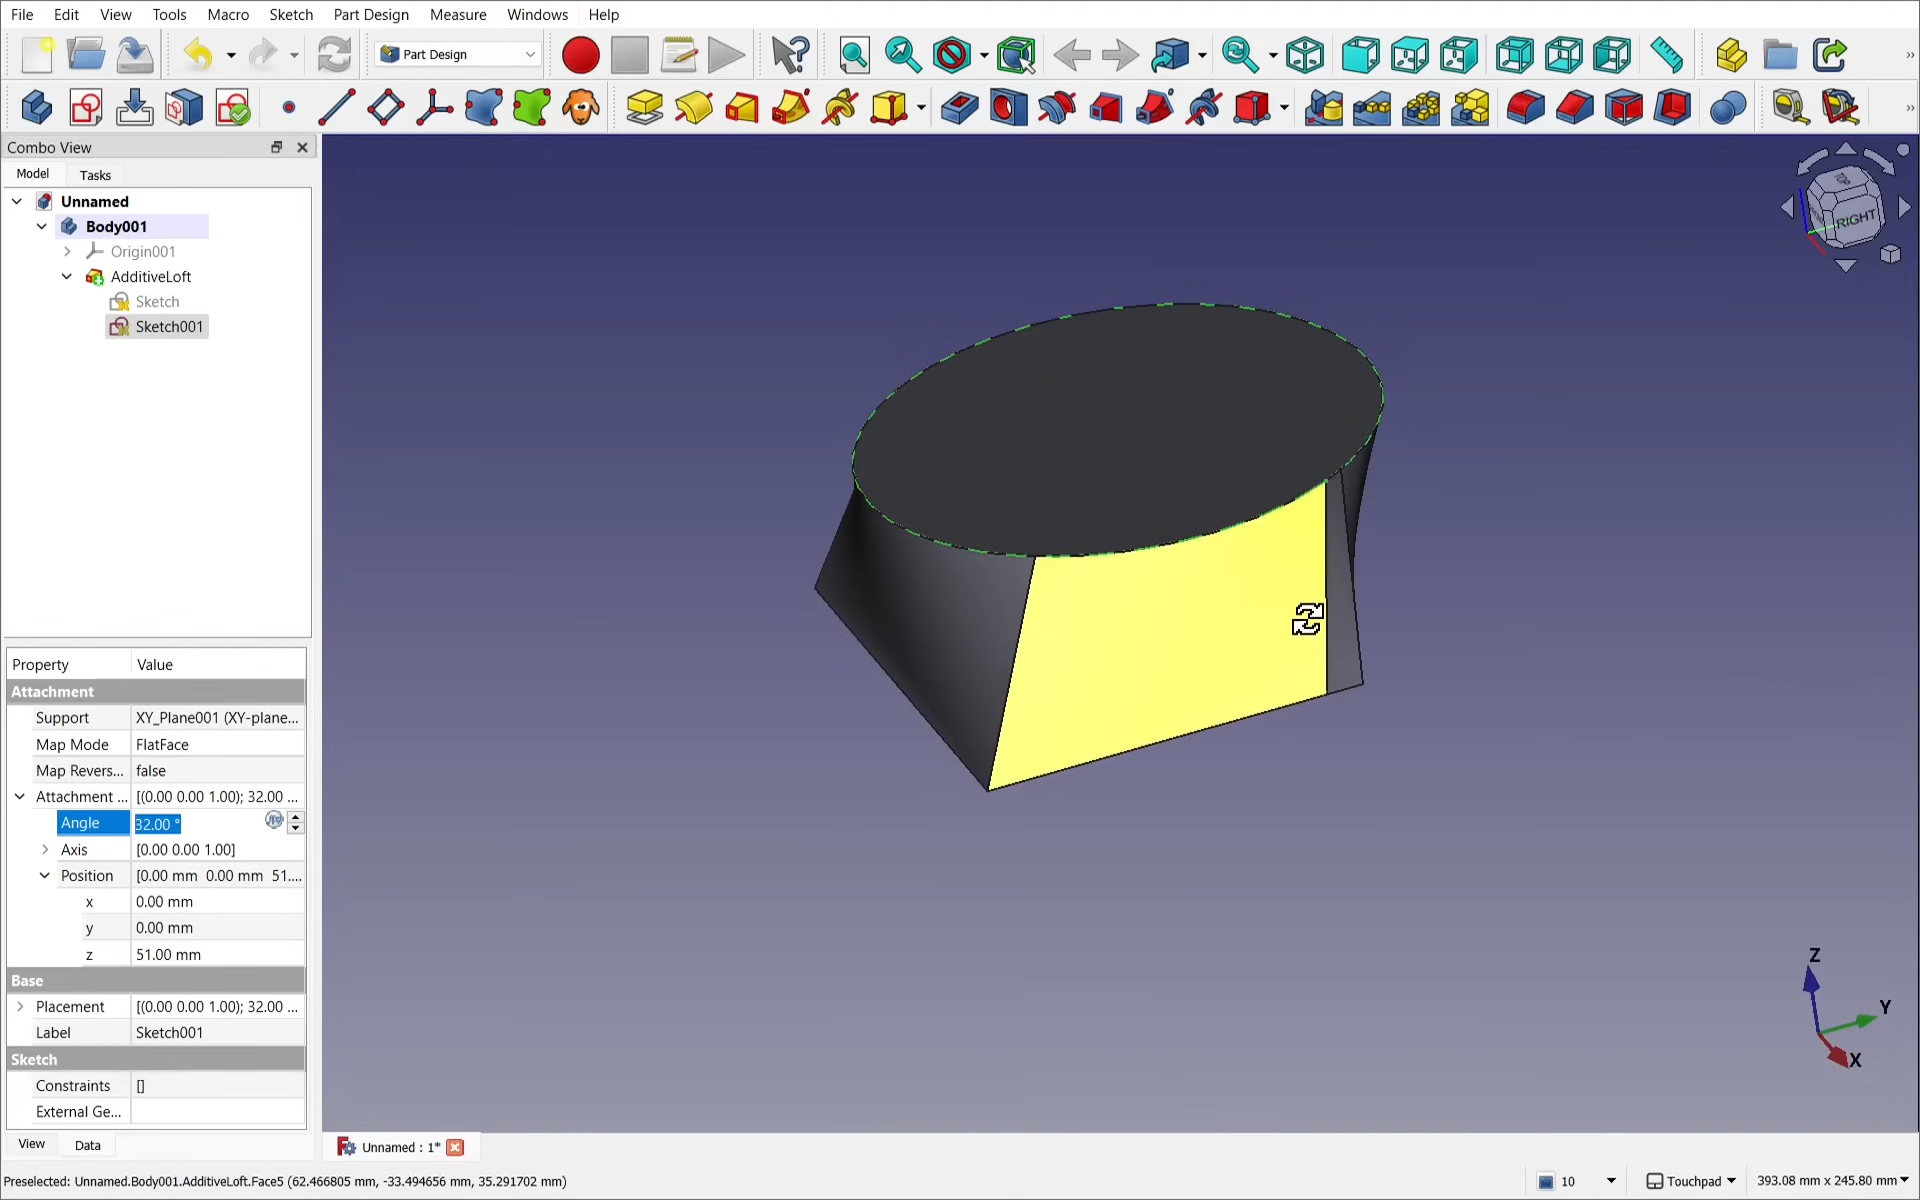 File Edit View Tools Macro Sketch Part Design Measure Windows Help
Part Design
Combo View
Model Tasks
Unnamed
Body001
Origin001
AdditiveLoft
Sketch
Sketch001
Property Value
Attachment
Support XY_Plane001 (XY-plane...
Map Mode FlatFace
Map Revers... false
Attachment ... [(0.00 0.00 1.00); 32.00 ...
Angle 32.00 °
Axis [0.00 0.00 1.00]
Position [0.00 mm 0.00 mm 51....
x 0.00 mm
y 0.00 mm
z 51.00 mm
Base
Placement [(0.00 0.00 1.00); 32.00 ...
Label Sketch001
Sketch
Constraints []
External Ge...
View Data
TOP
RIGHT
Z
Y
X
Unnamed : 1*
Preselected: Unnamed.Body001.AdditiveLoft.Face5 (62.466805 mm, -33.494656 mm, 35.291702 mm)
10 Touchpad 393.08 mm x 245.80 mm